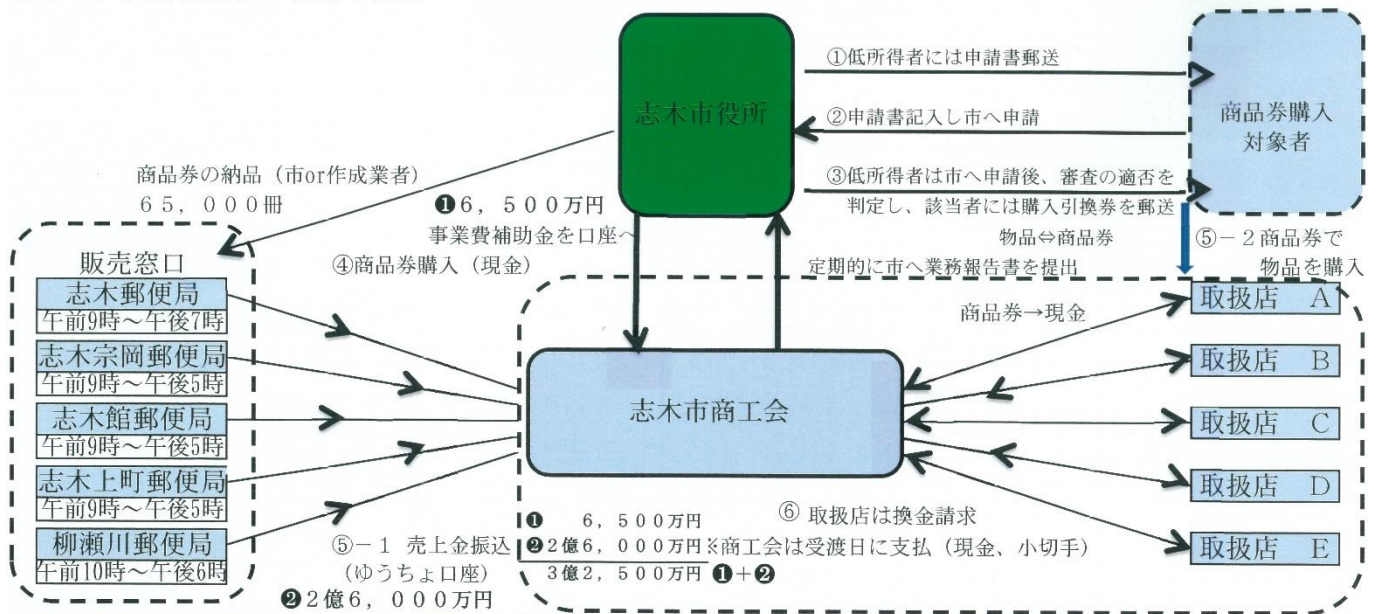 志木市役所
①低所得者には申請書郵送
②申請書記入し市へ申請
③低所得者は市へ申請後、審査の適否を
判定し、該当者には購入引換券を郵送
商品券購入
対象者
商品券の納品（市or作成業者）
６５，０００冊
❶６，５００万円
事業費補助金を口座へ
④商品券購入（現金）
物品⇔商品券
定期的に市へ業務報告書を提出
⑤－２商品券で
物品を購入
販売窓口
志木郵便局
午前9時～午後7時
志木宗岡郵便局
午前9時～午後5時
志木館郵便局
午前9時～午後5時
志木上町郵便局
午前9時～午後5時
柳瀬川郵便局
午前10時～午後6時
志木市商工会
商品券→現金
取扱店　A
取扱店　B
取扱店　C
取扱店　D
取扱店　E
⑤－１ 売上金振込
（ゆうちょ口座）
❷２億６，０００万円
❶　６，５００万円
❷２億６，０００万円
３億２，５００万円 ❶＋❷
⑥ 取扱店は換金請求
※商工会は受渡日に支払（現金、小切手）